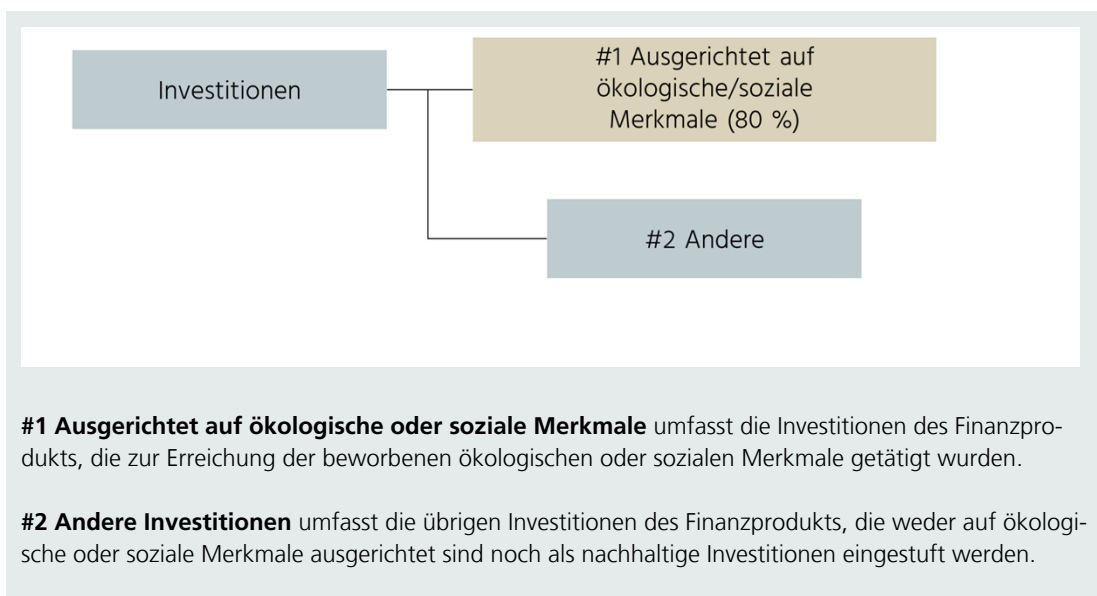 Investitionen
#1 Ausgerichtet auf
ökologische/soziale
Merkmale (80 %)
#2 Andere
#1 Ausgerichtet auf ökologische oder soziale Merkmale umfasst die Investitionen des Finanzpro-
dukts, die zur Erreichung der beworbenen ökologischen oder sozialen Merkmale getätigt wurden.
#2 Andere Investitionen umfasst die übrigen Investitionen des Finanzprodukts, die weder auf ökologi-
sche oder soziale Merkmale ausgerichtet sind noch als nachhaltige Investitionen eingestuft werden.